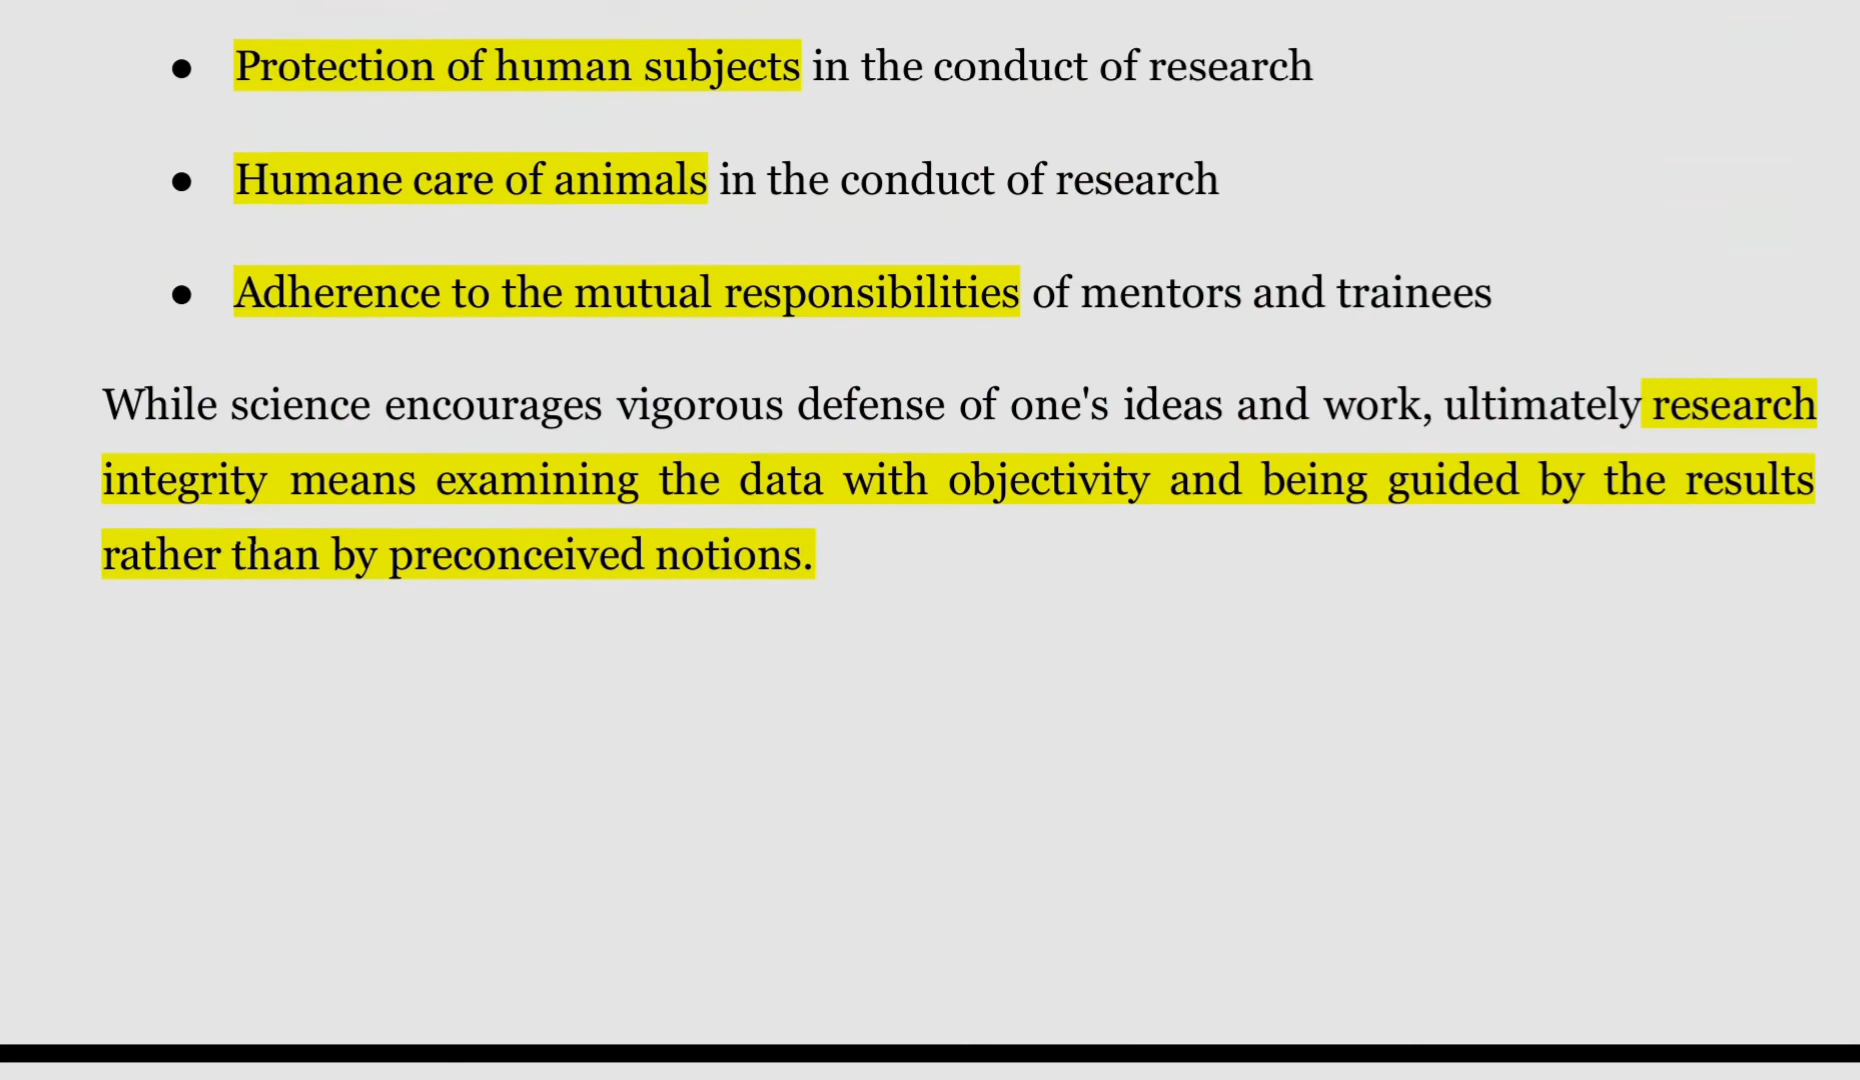 ● Protection of human subjects in the conduct of research
● Humane care of animals in the conduct of research
● Adherence to the mutual responsibilities of mentors and trainees
While science encourages vigorous defense of one's ideas and work, ultimately research
integrity means examining the data with objectivity and being guided by the results
rather than by preconceived notions.